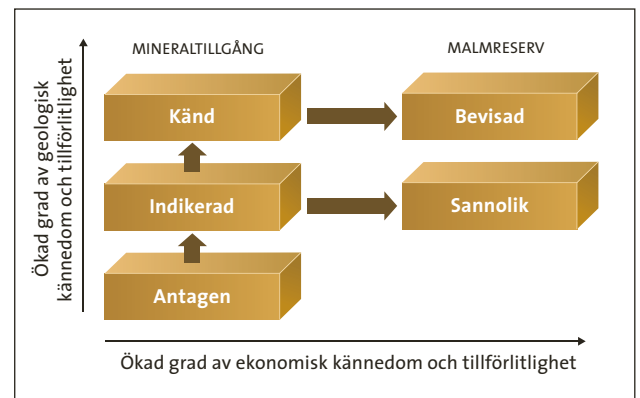 MINERALTILLGÅNG
MALMRESERV
Ökad grad av geologisk
kännedom och tillförlitlighet
Känd
Bevisad
Indikerad
Sannolik
Antagen
Ökad grad av ekonomisk kännedom och tillförlitlighet